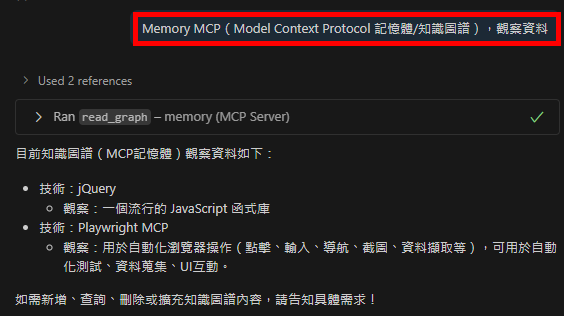 Memory MCP（Model Context Protocol 記憶體/知識圖譜），觀察資料
Used 2 references
Ran read_graph – memory (MCP Server)
目前知識圖譜（MCP記憶體）觀察資料如下：
技術：jQuery
觀察：一個流行的 JavaScript 函式庫
技術：Playwright MCP
觀察：用於自動化瀏覽器操作（點擊、輸入、導航、截圖、資料擷取等），可用於自動
化測試、資料蒐集、UI互動。
如需新增、查詢、刪除或擴充知識圖譜內容，請告知具體需求！